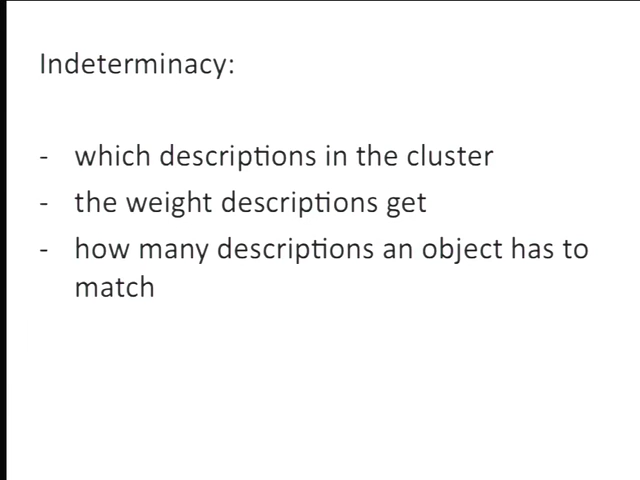 Indeterminacy:
- which descriptions in the cluster
- the weight descriptions get
- how many descriptions an object has to
match